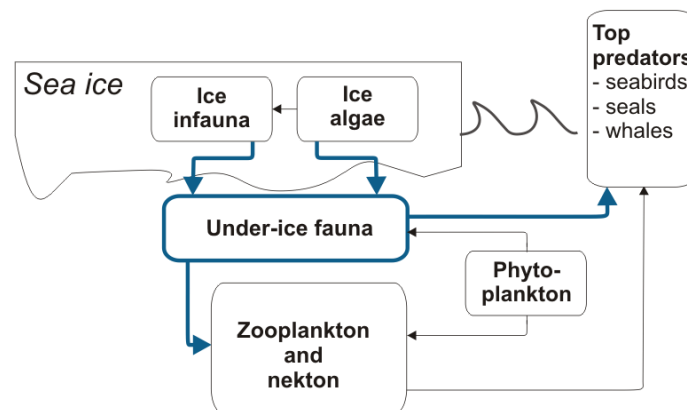 Top
predators
- seabirds
- seals
- whales
Sea ice
Ice
infauna
Ice
algae
Under-ice fauna
Phyto-
plankton
Zooplankton
and
nekton